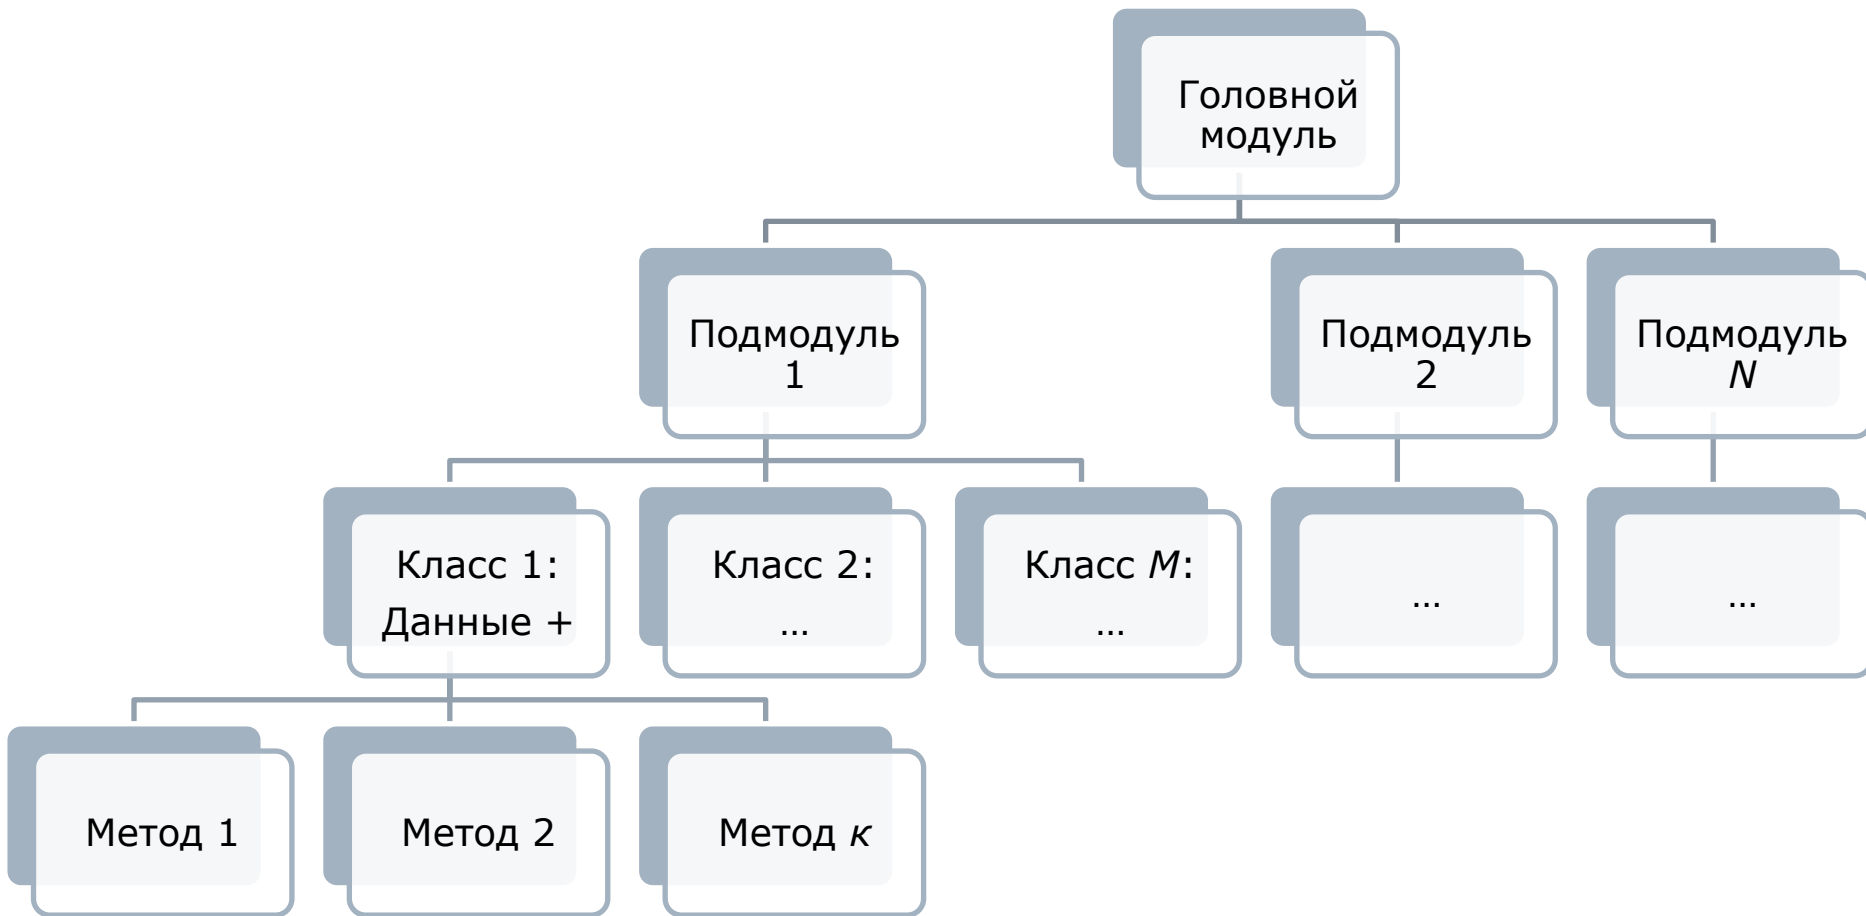 Головной
модуль
Подмодуль
1
Подмодуль
2
Подмодуль
N
Класс 1:
Данные +
Класс 2:
...
Класс M:
...
...
...
Метод 1
Метод 2
Метод к